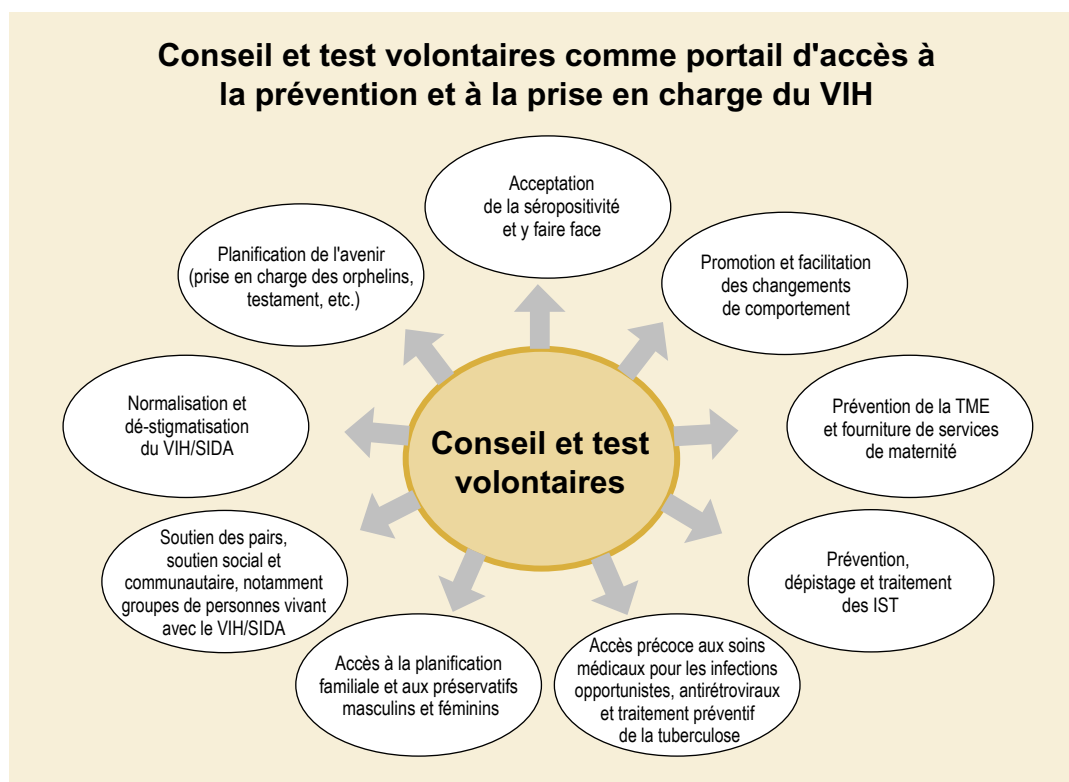 Conseil et test volontaires comme portail d'accès à
la prévention et à la prise en charge du VIH
Acceptation
de la séropositivité
et y faire face
Planification de l'avenir
(prise en charge des orphelins,
testament, etc.)
Promotion et facilitation
des changements
de comportement
Normalisation et
dé-stigmatisation
du VIH/SIDA
Conseil et test
volontaires
Prévention de la TME
et fourniture de services
de maternité
Soutien des pairs,
soutien social et
communautaire, notamment
groupes de personnes vivant
avec le VIH/SIDA
Prévention,
dépistage et traitement
des IST
Accès à la planification
familiale et aux préservatifs
masculins et féminins
Accès précoce aux soins
médicaux pour les infections
opportunistes, antirétroviraux
et traitement préventif
de la tuberculose